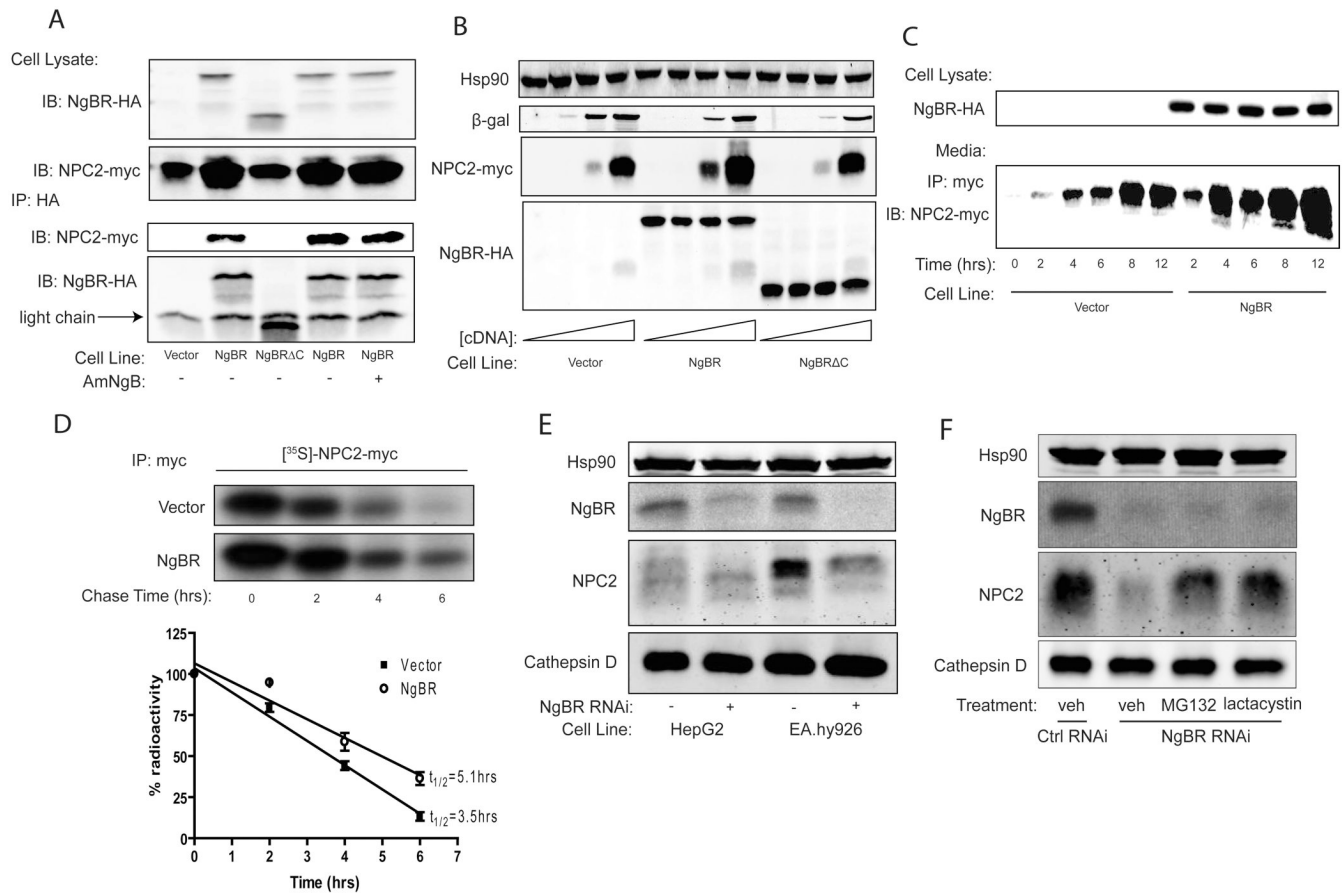 A
Cell Lysate:
IB: NgBR-HA
IB: NPC2-myc
IP: HA
IB: NPC2-myc
IB: NgBR-HA
light chain
Cell Line: Vector NgBR NgBRΔC NgBR NgBR
AmNgB: - - - - +
B
Hsp90
β-gal
NPC2-myc
NgBR-HA
[cDNA]:
Cell Line: Vector NgBR NgBRΔC
C
Cell Lysate:
NgBR-HA
Media:
IP: myc
IB: NPC2-myc
Time (hrs): 0 2 4 6 8 12 2 4 6 8 12
Cell Line: Vector NgBR
D
IP: myc [³⁵S]-NPC2-myc
Vector
NgBR
Chase Time (hrs): 0 2 4 6
125
100
75
50
25
0
% radioactivity
Vector
NgBR
t1/2=5.1hrs
t1/2=3.5hrs
0 1 2 3 4 5 6 7
Time (hrs)
E
Hsp90
NgBR
NPC2
Cathepsin D
NgBR RNAi: - + - +
Cell Line: HepG2 EA.hy926
F
Hsp90
NgBR
NPC2
Cathepsin D
Treatment: veh veh MG132 lactacystin
Ctrl RNAi NgBR RNAi